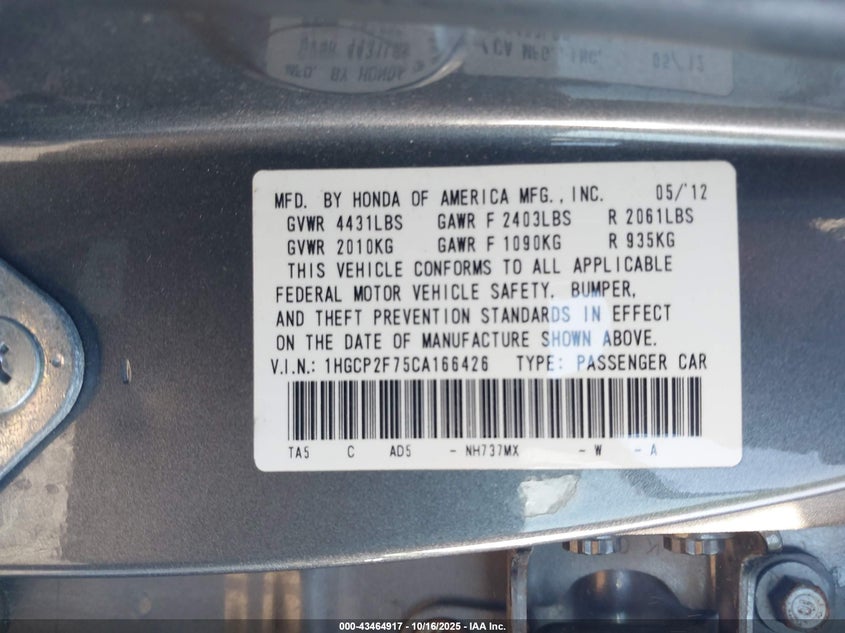 MFD. BY HONDA OF AMERICA MFG., INC. 05/'12
GVWR 4431LBS GAWR F 2403LBS R 2061LBS
GVWR 2010KG GAWR F 1090KG R 935KG
THIS VEHICLE CONFORMS TO ALL APPLICABLE
FEDERAL MOTOR VEHICLE SAFETY, BUMPER,
AND THEFT PREVENTION STANDARDS IN EFFECT
ON THE DATE OF MANUFACTURE SHOWN ABOVE.
V.I.N.: 1HGCP2F75CA166426 TYPE: PASSENGER CAR
TA5 C AD5 - NH737MX - W - A
000-43464917 - 10/16/2025 - IAA Inc.